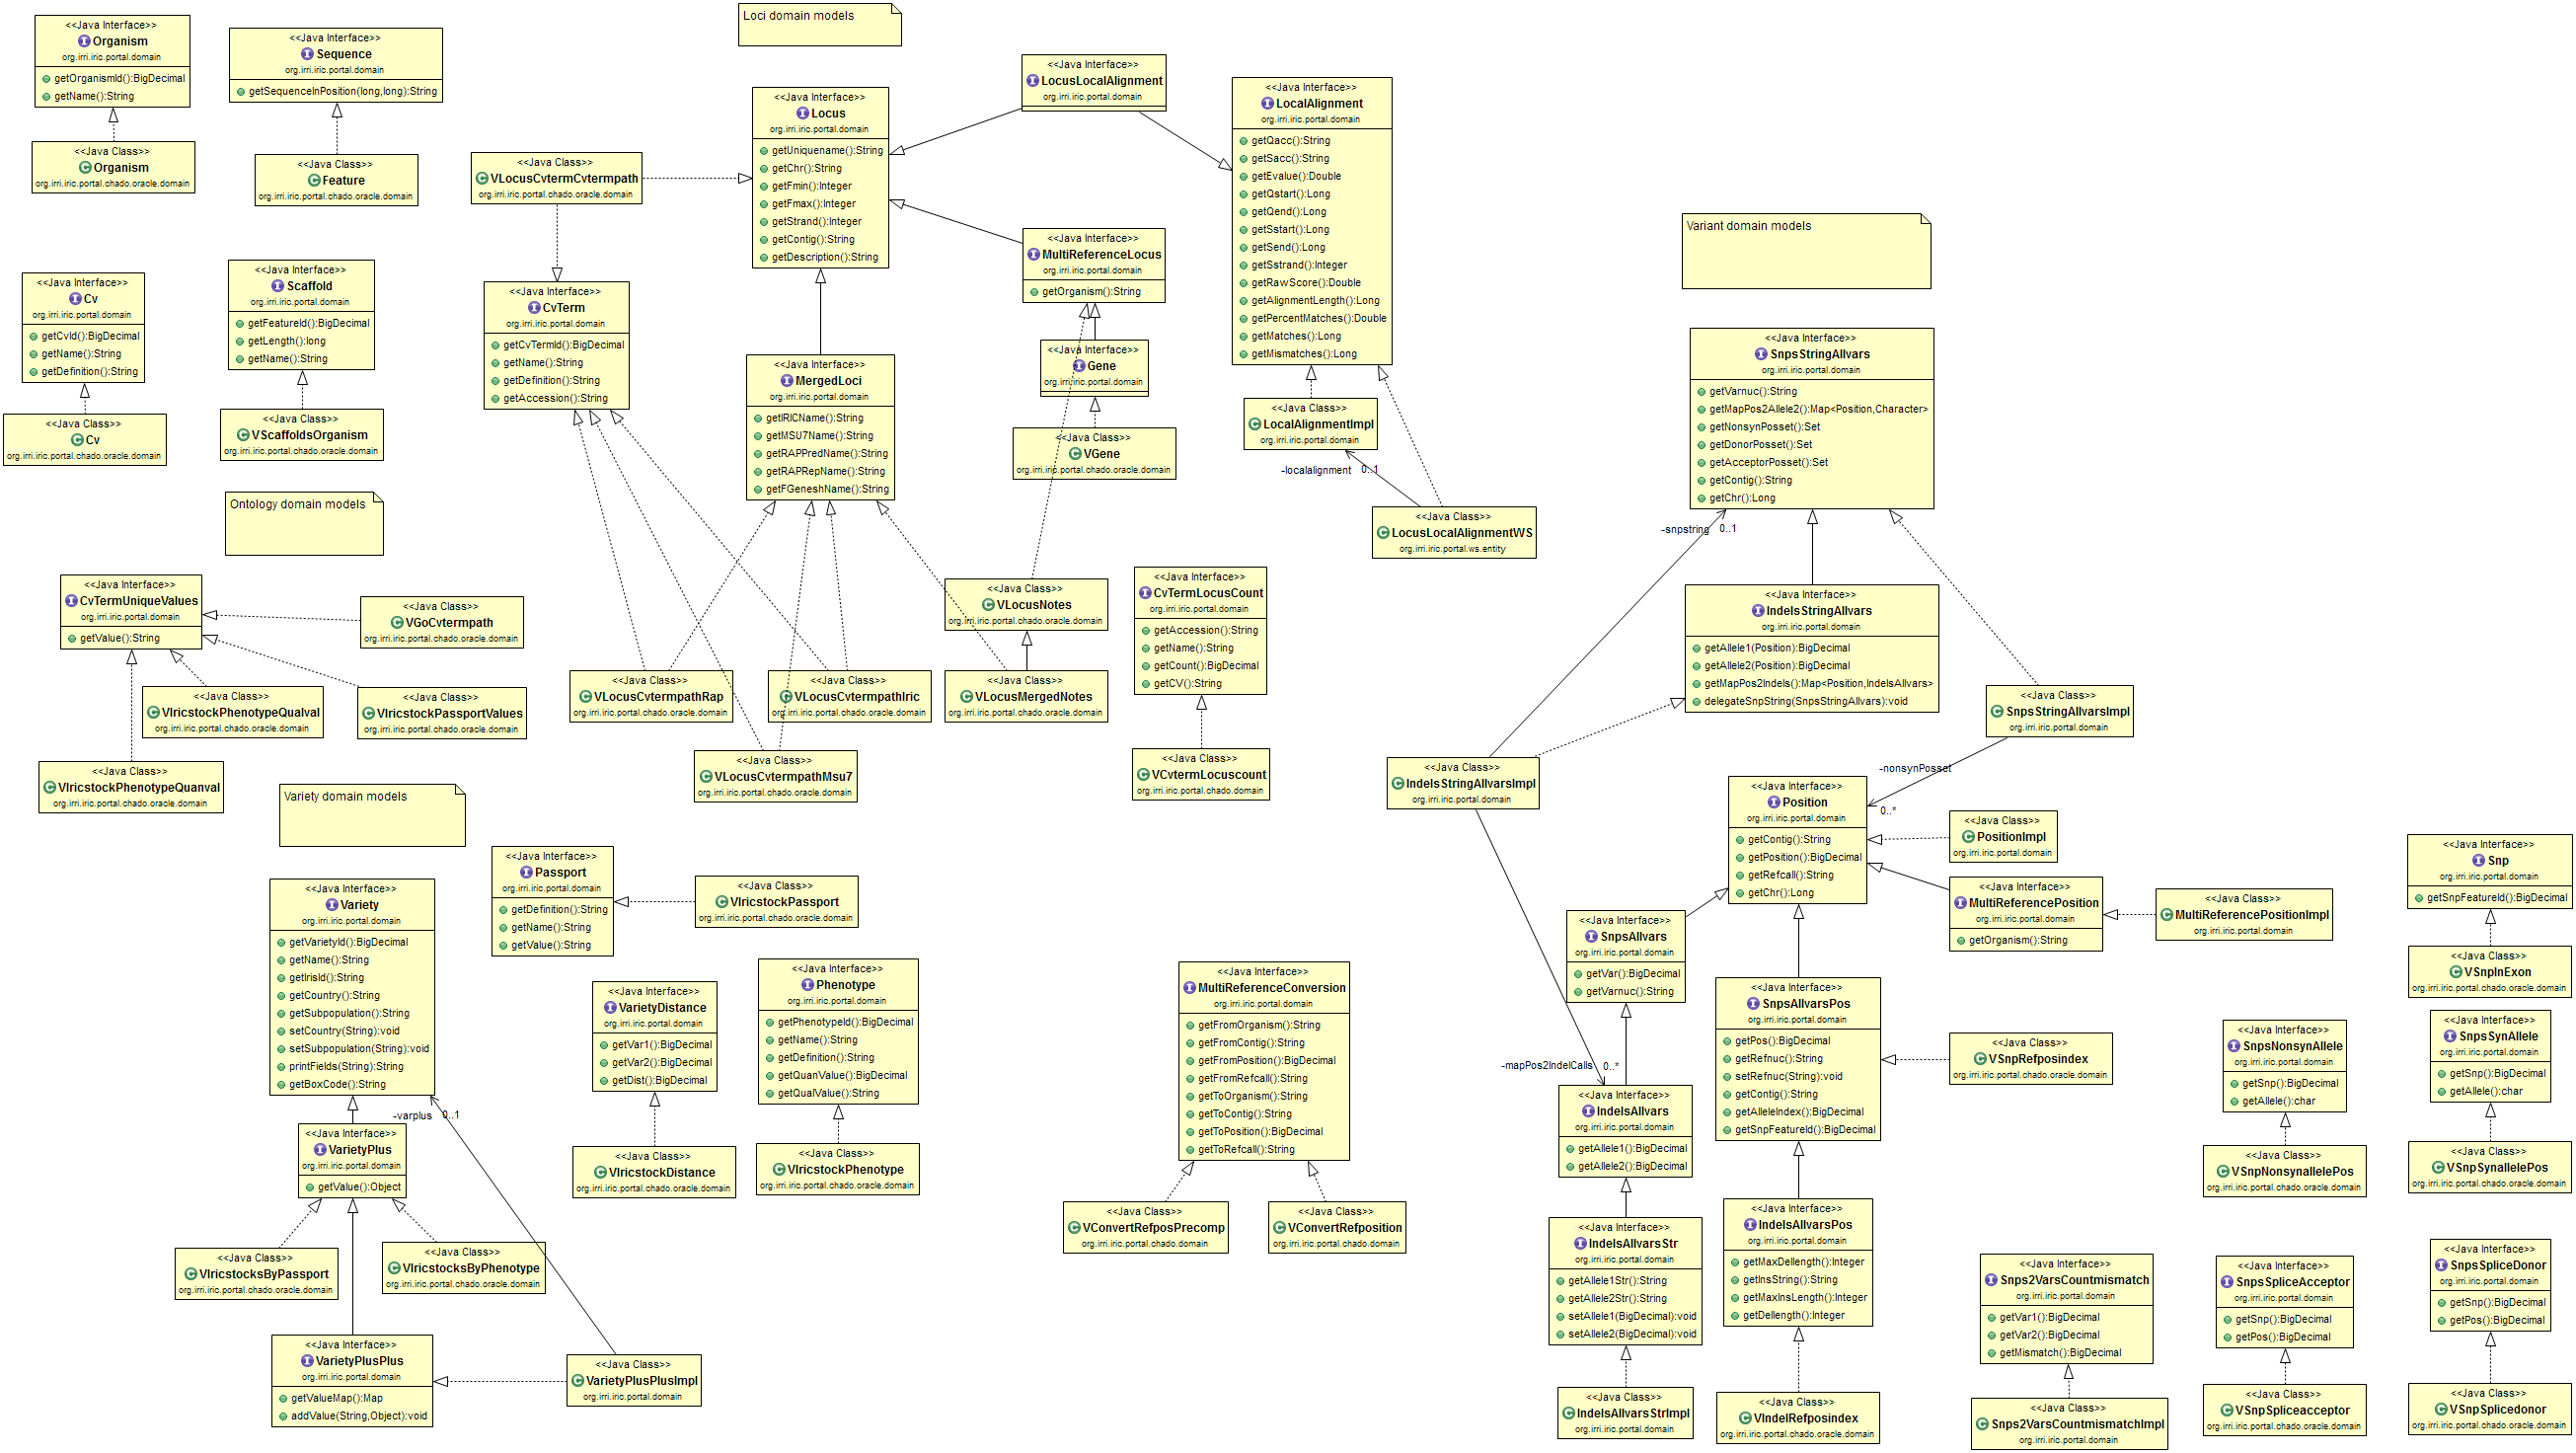 Loci domain models
<<Java Interface>>
Organism
org.irri.iric.portal.domain
getOrganismId():BigDecimal
getName():String
<<Java Class>>
Organism
org.irri.iric.portal.chado.oracle.domain
<<Java Interface>>
Sequence
org.irri.iric.portal.domain
getSequenceInPosition(long,long):String
<<Java Class>>
Feature
org.irri.iric.portal.chado.oracle.domain
<<Java Interface>>
Cv
org.irri.iric.portal.domain
getCvId():BigDecimal
getName():String
getDefinition():String
<<Java Class>>
Cv
org.irri.iric.portal.chado.oracle.domain
<<Java Interface>>
Scaffold
org.irri.iric.portal.domain
getFeatureId():BigDecimal
getLength():long
getName():String
<<Java Class>>
VScaffoldsOrganism
org.irri.iric.portal.chado.oracle.domain
Ontology domain models
<<Java Interface>>
CvTermUniqueValues
org.irri.iric.portal.domain
getValue():String
<<Java Class>>
VGoCvtermpath
org.irri.iric.portal.chado.oracle.domain
<<Java Class>>
VIricstockPhenotypeQualval
org.irri.iric.portal.chado.oracle.domain
<<Java Class>>
VIricstockPassportValues
org.irri.iric.portal.chado.oracle.domain
<<Java Class>>
VIricstockPhenotypeQuanval
org.irri.iric.portal.chado.oracle.domain
<<Java Class>>
VLocusCvtermCvtermpath
org.irri.iric.portal.chado.oracle.domain
<<Java Interface>>
CvTerm
org.irri.iric.portal.domain
getCvTermId():BigDecimal
getName():String
getDefinition():String
getAccession():String
<<Java Interface>>
Locus
org.irri.iric.portal.domain
getUniquename():String
getChr():String
getFmin():Integer
getFmax():Integer
getStrand():Integer
getContig():String
getDescription():String
<<Java Interface>>
MergedLoci
org.irri.iric.portal.domain
getIRICName():String
getMSU7Name():String
getRAPPredName():String
getRAPRepName():String
getFGeneshName():String
<<Java Interface>>
LocusLocalAlignment
org.irri.iric.portal.domain
<<Java Interface>>
MultiReferenceLocus
org.irri.iric.portal.domain
getOrganism():String
<<Java Interface>>
Gene
org.irri.iric.portal.domain
<<Java Class>>
VGene
org.irri.iric.portal.chado.oracle.domain
<<Java Interface>>
LocalAlignment
org.irri.iric.portal.domain
getQacc():String
getSacc():String
getEvalue():Double
getQstart():Long
getQend():Long
getSstart():Long
getSend():Long
getSstrand():Integer
getRawScore():Double
getAlignmentLength():Long
getPercentMatches():Double
getMatches():Long
getMismatches():Long
<<Java Class>>
LocalAlignmentImpl
org.irri.iric.portal.domain
-localalignment 0..1
<<Java Class>>
LocusLocalAlignmentWS
org.irri.iric.portal.ws.entity
<<Java Class>>
VLocusNotes
org.irri.iric.portal.chado.oracle.domain
<<Java Class>>
VLocusMergedNotes
org.irri.iric.portal.chado.oracle.domain
<<Java Class>>
VLocusCvtermpathRap
org.irri.iric.portal.chado.oracle.domain
<<Java Class>>
VLocusCvtermpathIric
org.irri.iric.portal.chado.oracle.domain
<<Java Class>>
VLocusCvtermpathMsu7
org.irri.iric.portal.chado.oracle.domain
<<Java Interface>>
CvTermLocusCount
org.irri.iric.portal.domain
getAccession():String
getName():String
getCount():BigDecimal
getCV():String
<<Java Class>>
VCvtermLocuscount
org.irri.iric.portal.chado.oracle.domain
Variety domain models
<<Java Interface>>
Variety
org.irri.iric.portal.domain
getVarietyId():BigDecimal
getName():String
getIrisId():String
getCountry():String
getSubpopulation():String
setCountry(String):void
setSubpopulation(String):void
printFields(String):String
getBoxCode():String
-varplus 0..1
<<Java Interface>>
VarietyPlus
org.irri.iric.portal.domain
getValue():Object
<<Java Class>>
VIricstocksByPassport
org.irri.iric.portal.chado.oracle.domain
<<Java Class>>
VIricstocksByPhenotype
org.irri.iric.portal.chado.oracle.domain
<<Java Interface>>
VarietyPlusPlus
org.irri.iric.portal.domain
getValueMap():Map
addValue(String,Object):void
<<Java Class>>
VarietyPlusPlusImpl
org.irri.iric.portal.domain
<<Java Interface>>
Passport
org.irri.iric.portal.domain
getDefinition():String
getName():String
getValue():String
<<Java Class>>
VIricstockPassport
org.irri.iric.portal.chado.oracle.domain
<<Java Interface>>
VarietyDistance
org.irri.iric.portal.domain
getVar1():BigDecimal
getVar2():BigDecimal
getDist():BigDecimal
<<Java Class>>
VIricstockDistance
org.irri.iric.portal.chado.oracle.domain
<<Java Interface>>
Phenotype
org.irri.iric.portal.domain
getPhenotypeId():BigDecimal
getName():String
getDefinition():String
getQuanValue():BigDecimal
getQualValue():String
<<Java Class>>
VIricstockPhenotype
org.irri.iric.portal.chado.oracle.domain
<<Java Interface>>
MultiReferenceConversion
org.irri.iric.portal.domain
getFromOrganism():String
getFromContig():String
getFromPosition():BigDecimal
getFromRefcall():String
getToOrganism():String
getToContig():String
getToPosition():BigDecimal
getToRefcall():String
<<Java Class>>
VConvertRefposPrecomp
org.irri.iric.portal.chado.domain
<<Java Class>>
VConvertRefposition
org.irri.iric.portal.chado.domain
Variant domain models
<<Java Interface>>
SnpsStringAllvars
org.irri.iric.portal.domain
getVarnuc():String
getMapPos2Allele2():Map<Position,Character>
getNonsynPosset():Set
getDonorPosset():Set
getAcceptorPosset():Set
getContig():String
getChr():Long
-snpstring 0..1
<<Java Interface>>
IndelsStringAllvars
org.irri.iric.portal.domain
getAllele1(Position):BigDecimal
getAllele2(Position):BigDecimal
getMapPos2Indels():Map<Position,IndelsAllvars>
delegateSnpString(SnpsStringAllvars):void
<<Java Class>>
SnpsStringAllvarsImpl
org.irri.iric.portal.domain
<<Java Class>>
IndelsStringAllvarsImpl
org.irri.iric.portal.domain
-nonsynPosset
0..*
<<Java Interface>>
Position
org.irri.iric.portal.domain
getContig():String
getPosition():BigDecimal
getRefcall():String
getChr():Long
<<Java Class>>
PositionImpl
org.irri.iric.portal.domain
<<Java Interface>>
MultiReferencePosition
org.irri.iric.portal.domain
getOrganism():String
<<Java Class>>
MultiReferencePositionImpl
org.irri.iric.portal.domain
<<Java Interface>>
SnpsAllvars
org.irri.iric.portal.domain
getVar():BigDecimal
getVarnuc():String
-mapPos2IndelCalls 0..*
<<Java Interface>>
IndelsAllvars
org.irri.iric.portal.domain
getAllele1():BigDecimal
getAllele2():BigDecimal
<<Java Interface>>
IndelsAllvarsStr
org.irri.iric.portal.domain
getAllele1Str():String
getAllele2Str():String
setAllele1(BigDecimal):void
setAllele2(BigDecimal):void
<<Java Class>>
IndelsAllvarsStrImpl
org.irri.iric.portal.domain
<<Java Interface>>
SnpsAllvarsPos
org.irri.iric.portal.domain
getPos():BigDecimal
getRefnuc():String
setRefnuc(String):void
getContig():String
getAlleleIndex():BigDecimal
getSnpFeatureId():BigDecimal
<<Java Class>>
VSnpRefposindex
org.irri.iric.portal.chado.oracle.domain
<<Java Interface>>
IndelsAllvarsPos
org.irri.iric.portal.domain
getMaxDellength():Integer
getInsString():String
getMaxInsLength():Integer
getDellength():Integer
<<Java Class>>
VIndelRefposindex
org.irri.iric.portal.chado.oracle.domain
<<Java Interface>>
Snp
org.irri.iric.portal.domain
getSnpFeatureId():BigDecimal
<<Java Class>>
VSnpInExon
org.irri.iric.portal.chado.oracle.domain
<<Java Interface>>
SnpsNonsynAllele
org.irri.iric.portal.domain
getSnp():BigDecimal
getAllele():char
<<Java Class>>
VSnpNonsynallelePos
org.irri.iric.portal.chado.oracle.domain
<<Java Interface>>
SnpsSynAllele
org.irri.iric.portal.domain
getSnp():BigDecimal
getAllele():char
<<Java Class>>
VSnpSynallelePos
org.irri.iric.portal.chado.oracle.domain
<<Java Interface>>
Snps2VarsCountmismatch
org.irri.iric.portal.domain
getVar1():BigDecimal
getVar2():BigDecimal
getMismatch():BigDecimal
<<Java Class>>
Snps2VarsCountmismatchImpl
org.irri.iric.portal.domain
<<Java Interface>>
SnpsSpliceAcceptor
org.irri.iric.portal.domain
getSnp():BigDecimal
getPos():BigDecimal
<<Java Class>>
VSnpSpliceacceptor
org.irri.iric.portal.chado.oracle.domain
<<Java Interface>>
SnpsSpliceDonor
org.irri.iric.portal.domain
getSnp():BigDecimal
getPos():BigDecimal
<<Java Class>>
VSnpSplicedonor
org.irri.iric.portal.chado.oracle.domain